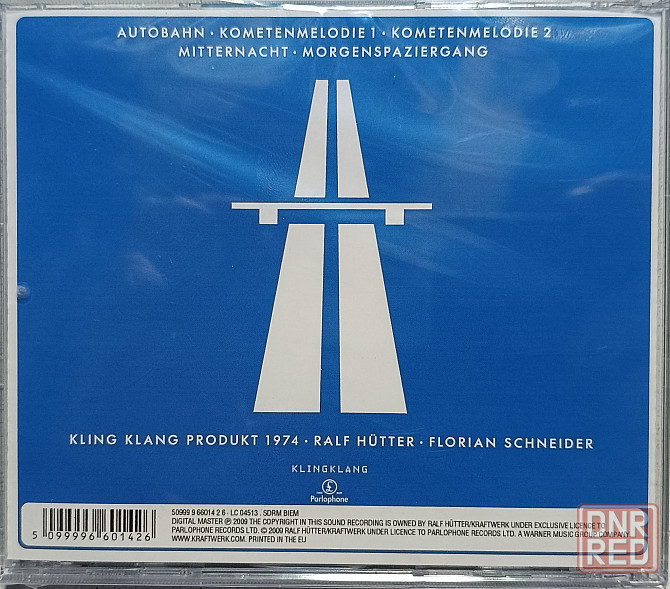 AUTOBAHN · KOMETENMELODIE 1 · KOMETENMELODIE 2
MITTERNACHT · MORGENSPAZIERGANG
KLING KLANG PRODUKT 1974 · RALF HÜTTER · FLORIAN SCHNEIDER
KLINGKLANG
£
Parlophone
5 099996 601426
50999 9 66014 2 6 · LC 04513 . SDRM BIEM
DIGITAL MASTER ℗ 2009 THE COPYRIGHT IN THIS SOUND RECORDING IS OWNED BY RALF HÜTTER/KRAFTWERK UNDER EXCLUSIVE LICENCE TO
PARLOPHONE RECORDS LTD. © 2009 RALF HÜTTER/KRAFTWERK UNDER LICENCE TO PARLOPHONE RECORDS LTD. A WARNER MUSIC GROUP COMPANY.
WWW.KRAFTWERK.COM. PRINTED IN THE EU
DNR
RED